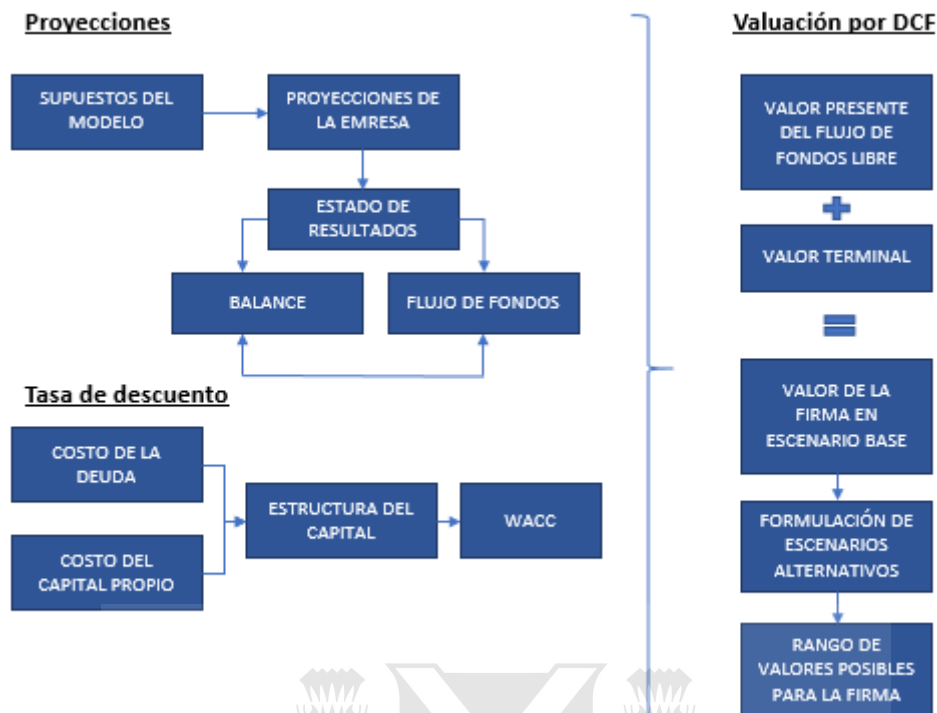 Proyecciones
SUPUESTOS DEL
MODELO
PROYECCIONES DE
LA EMRESA
ESTADO DE
RESULTADOS
BALANCE
FLUJO DE FONDOS
Tasa de descuento
COSTO DE LA
DEUDA
COSTO DEL
CAPITAL PROPIO
ESTRUCTURA DEL
CAPITAL
WACC
Valuación por DCF
VALOR PRESENTE
DEL FLUJO DE
FONDOS LIBRE
VALOR TERMINAL
VALOR DE LA
FIRMA EN
ESCENARIO BASE
FORMULACIÓN DE
ESCENARIOS
ALTERNATIVOS
RANGO DE
VALORES POSIBLES
PARA LA FIRMA